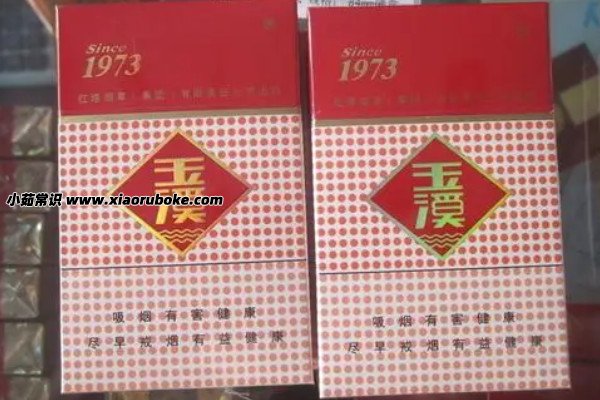 Since
1973
玉溪
吸烟有害健康
尽早戒烟有益健康
Since
1973
玉溪
吸烟有害健康
尽早戒烟有益健康
小茹常识 www.xiaoruboke.com